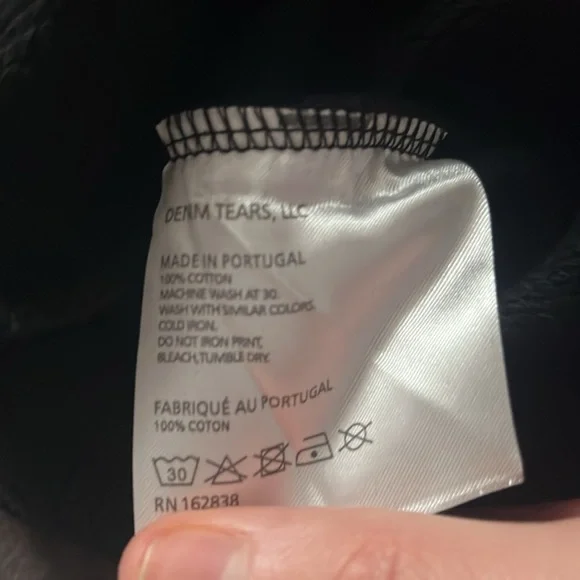 DENIM TEARS, LLC
MADE IN PORTUGAL
100% COTTON
MACHINE WASH AT 30.
WASH WITH SIMILAR COLORS.
COLD IRON.
DO NOT IRON PRINT,
BLEACH,TUMBLE DRY.
FABRIQUÉ AU PORTUGAL
100% COTON
30
RN 162838